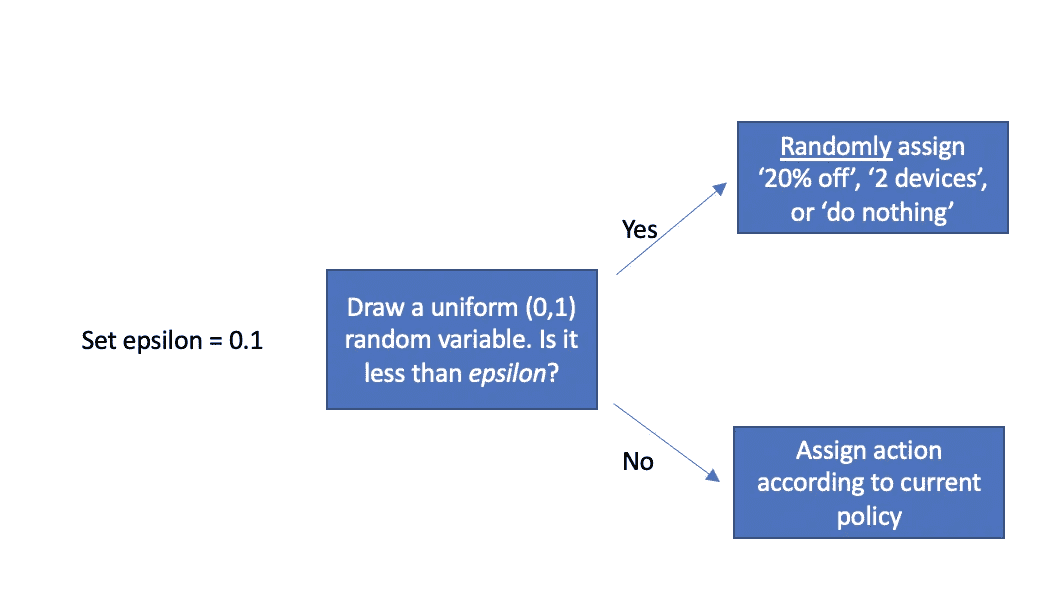 Randomly assign
‘20% off’, ‘2 devices’,
or ‘do nothing’
Yes
Draw a uniform (0,1)
random variable. Is it
less than epsilon?
Set epsilon = 0.1
No
Assign action
according to current
policy